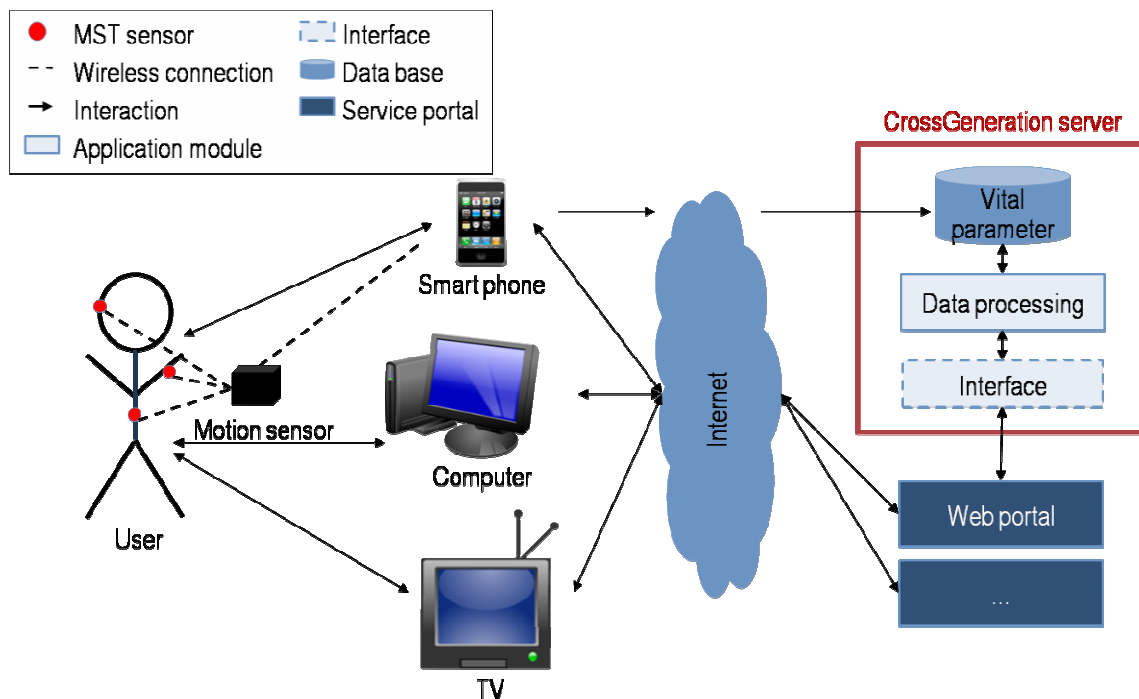 MST sensor
Wireless connection
Interaction
Application module
Interface
Data base
Service portal
CrossGeneration server
Vital
parameter
Data processing
Interface
Smart phone
Internet
Motion sensor
Computer
User
Web portal
...
TV